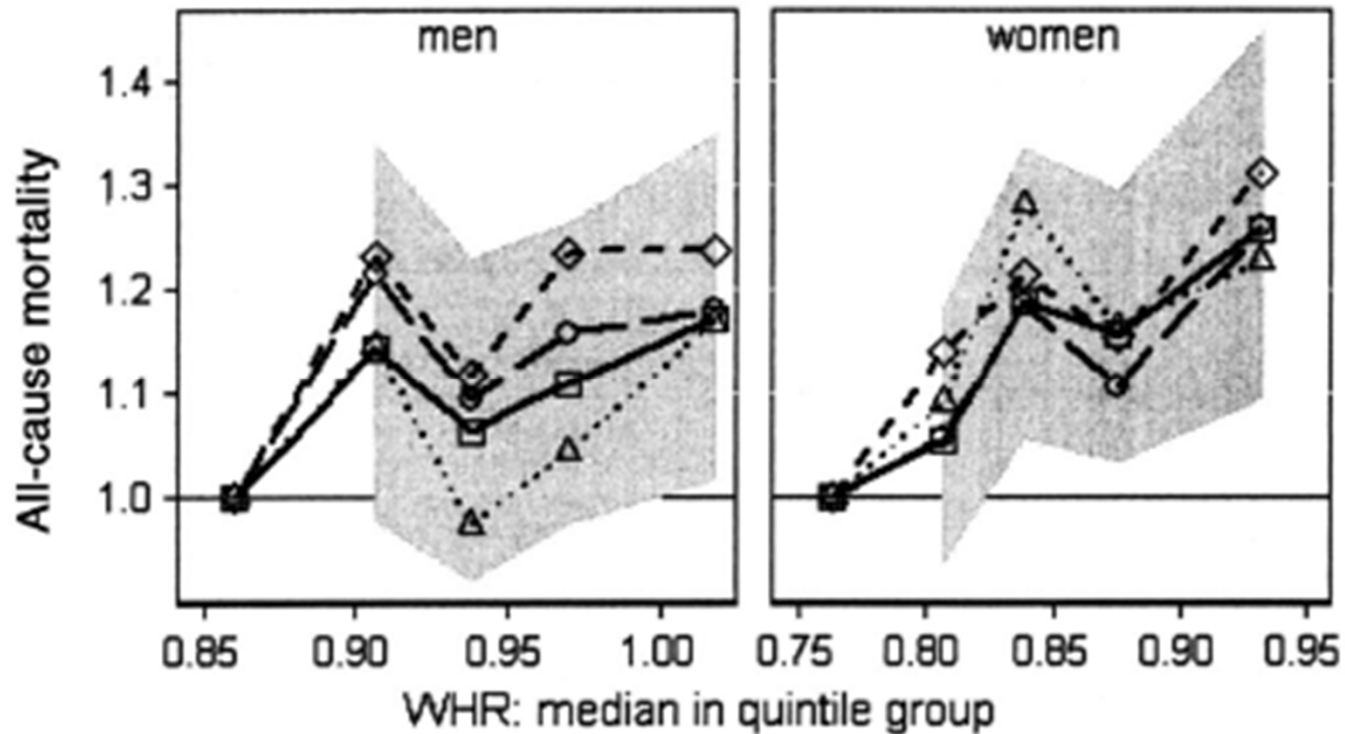 men
women
All-cause mortality
1.4
1.3
1.2
1.1
1.0
0.85 0.90 0.95 1.00
0.75 0.80 0.85 0.90 0.95
WHR: median in quintile group